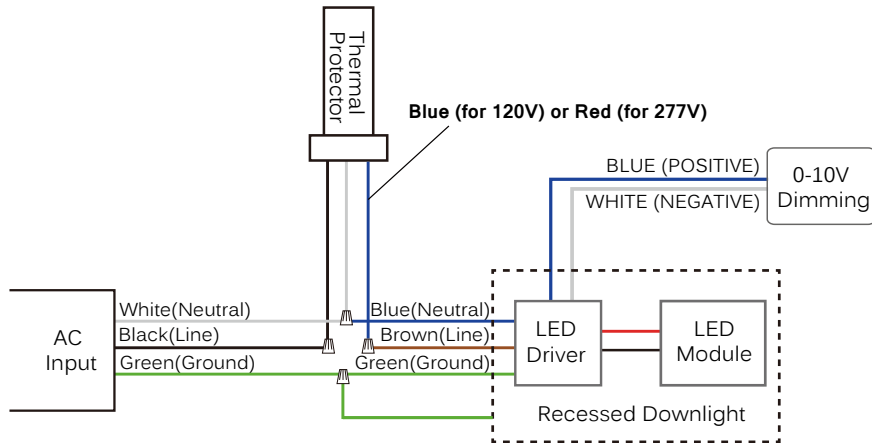 Thermal
Protector
Blue (for 120V) or Red (for 277V)
BLUE (POSITIVE)
WHITE (NEGATIVE)
0-10V
Dimming
AC
Input
White(Neutral)
Black(Line)
Green(Ground)
Blue(Neutral)
Brown(Line)
Green(Ground)
LED
Driver
LED
Module
Recessed Downlight